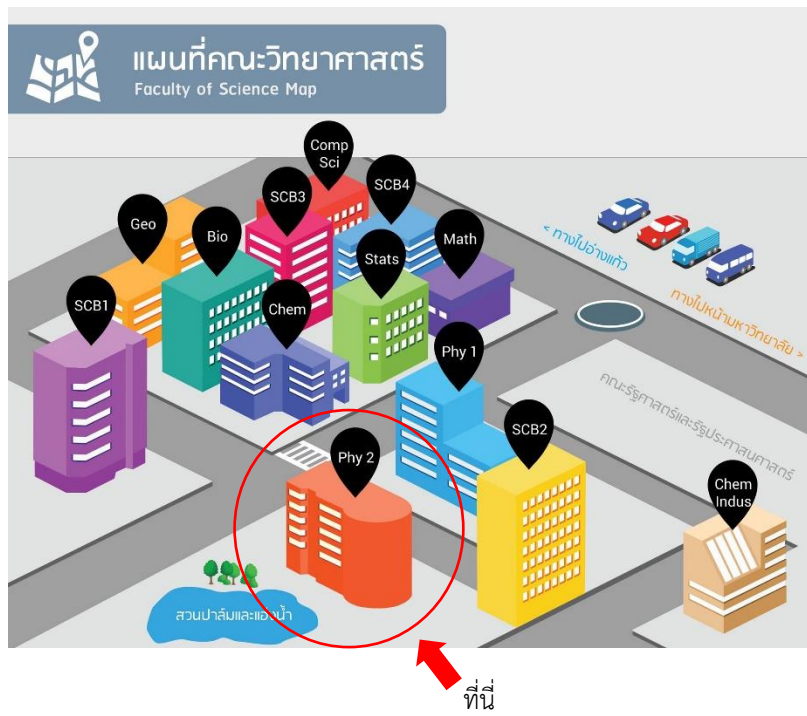 แผนที่คณะวิทยาศาสตร์
Faculty of Science Map
Comp
Sci
SCB3
SCB4
Geo
Bio
Stats
Math
SCB1
Chem
< ทางไปอ่างแก้ว
ทางไปหน้ามหาวิทยาลัย >
Phy 1
คณะรัฐศาสตร์และรัฐประศาสนศาสตร์
SCB2
Phy 2
Chem
Indus
สวนปาล์มและแอ่งน้ำ
ที่นี่